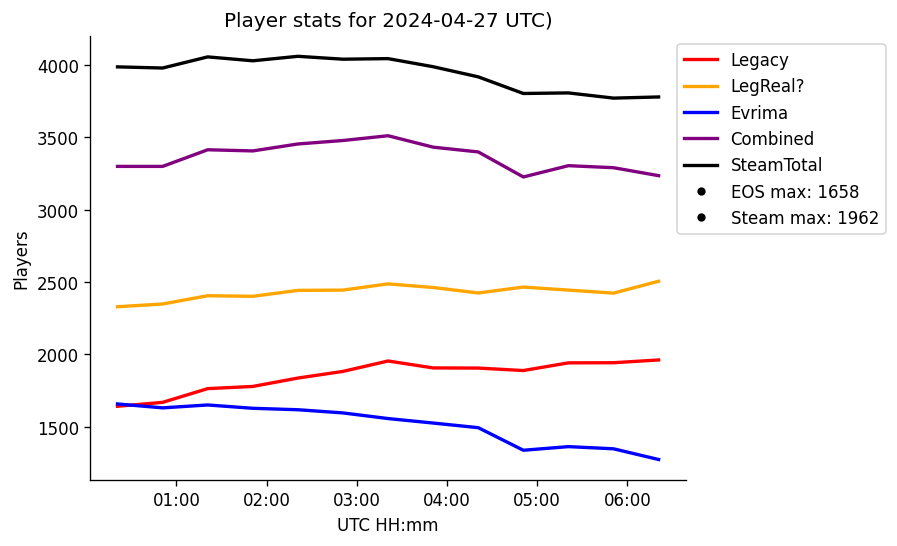 Player stats for 2024-04-27 UTC)
4000
3500
3000
2500
2000
1500
Players
01:00 02:00 03:00 04:00 05:00 06:00
UTC HH:mm
Legacy
LegReal?
Evrima
Combined
SteamTotal
EOS max: 1658
Steam max: 1962